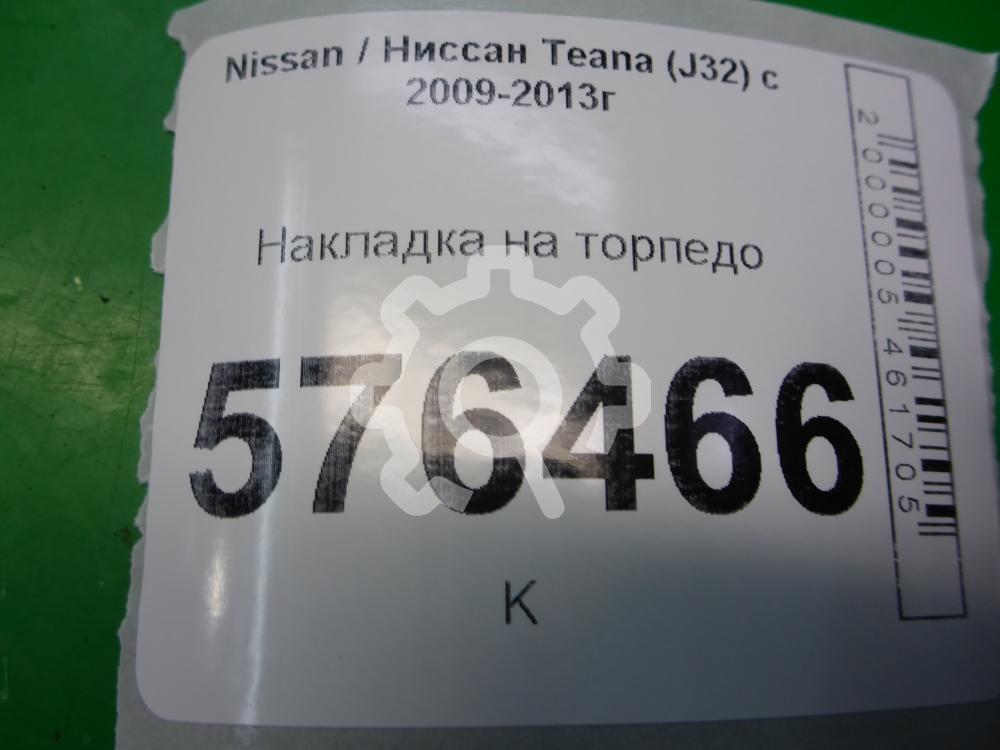 Nissan / Ниссан Teana (J32) с
2009-2013г
Накладка на торпедо
576466
К
2000005461705